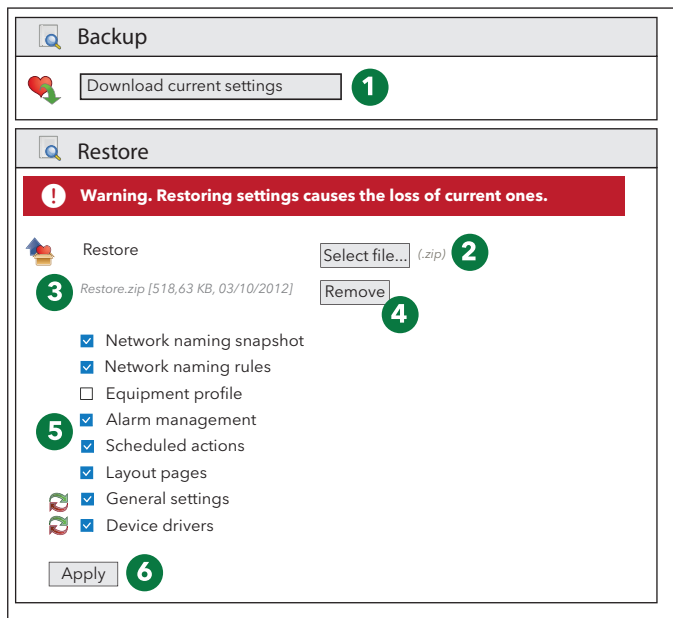 Backup
Download current settings 1
Restore
! Warning. Restoring settings causes the loss of current ones.
Restore Select file... (.zip) 2
3 Restore.zip [518,63 KB, 03/10/2012] Remove
4
Network naming snapshot
Network naming rules
Equipment profile
5 Alarm management
Scheduled actions
Layout pages
General settings
Device drivers
Apply 6